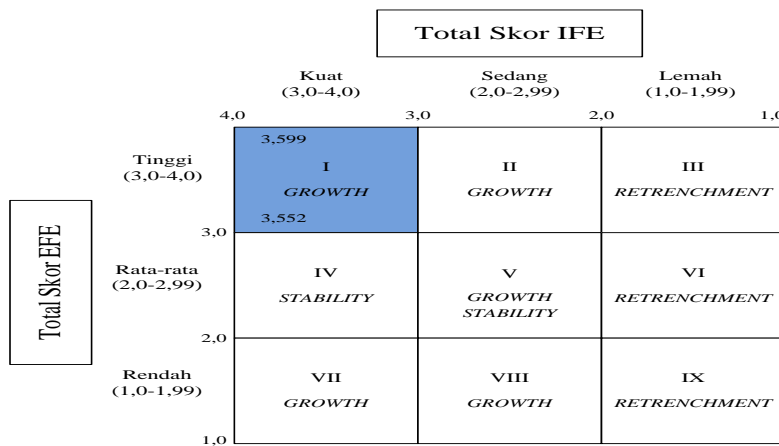 Total Skor IFE
Kuat
(3,0-4,0)
Sedang
(2,0-2,99)
Lemah
(1,0-1,99)
4,0
3,0
2,0
1,0
Total Skor EFE
Tinggi
(3,0-4,0)
3,599
I
GROWTH
3,552
II
GROWTH
III
RETRENCHMENT
3,0
Rata-rata
(2,0-2,99)
IV
STABILITY
V
GROWTH
STABILITY
VI
RETRENCHMENT
2,0
Rendah
(1,0-1,99)
VII
GROWTH
VIII
GROWTH
IX
RETRENCHMENT
1,0